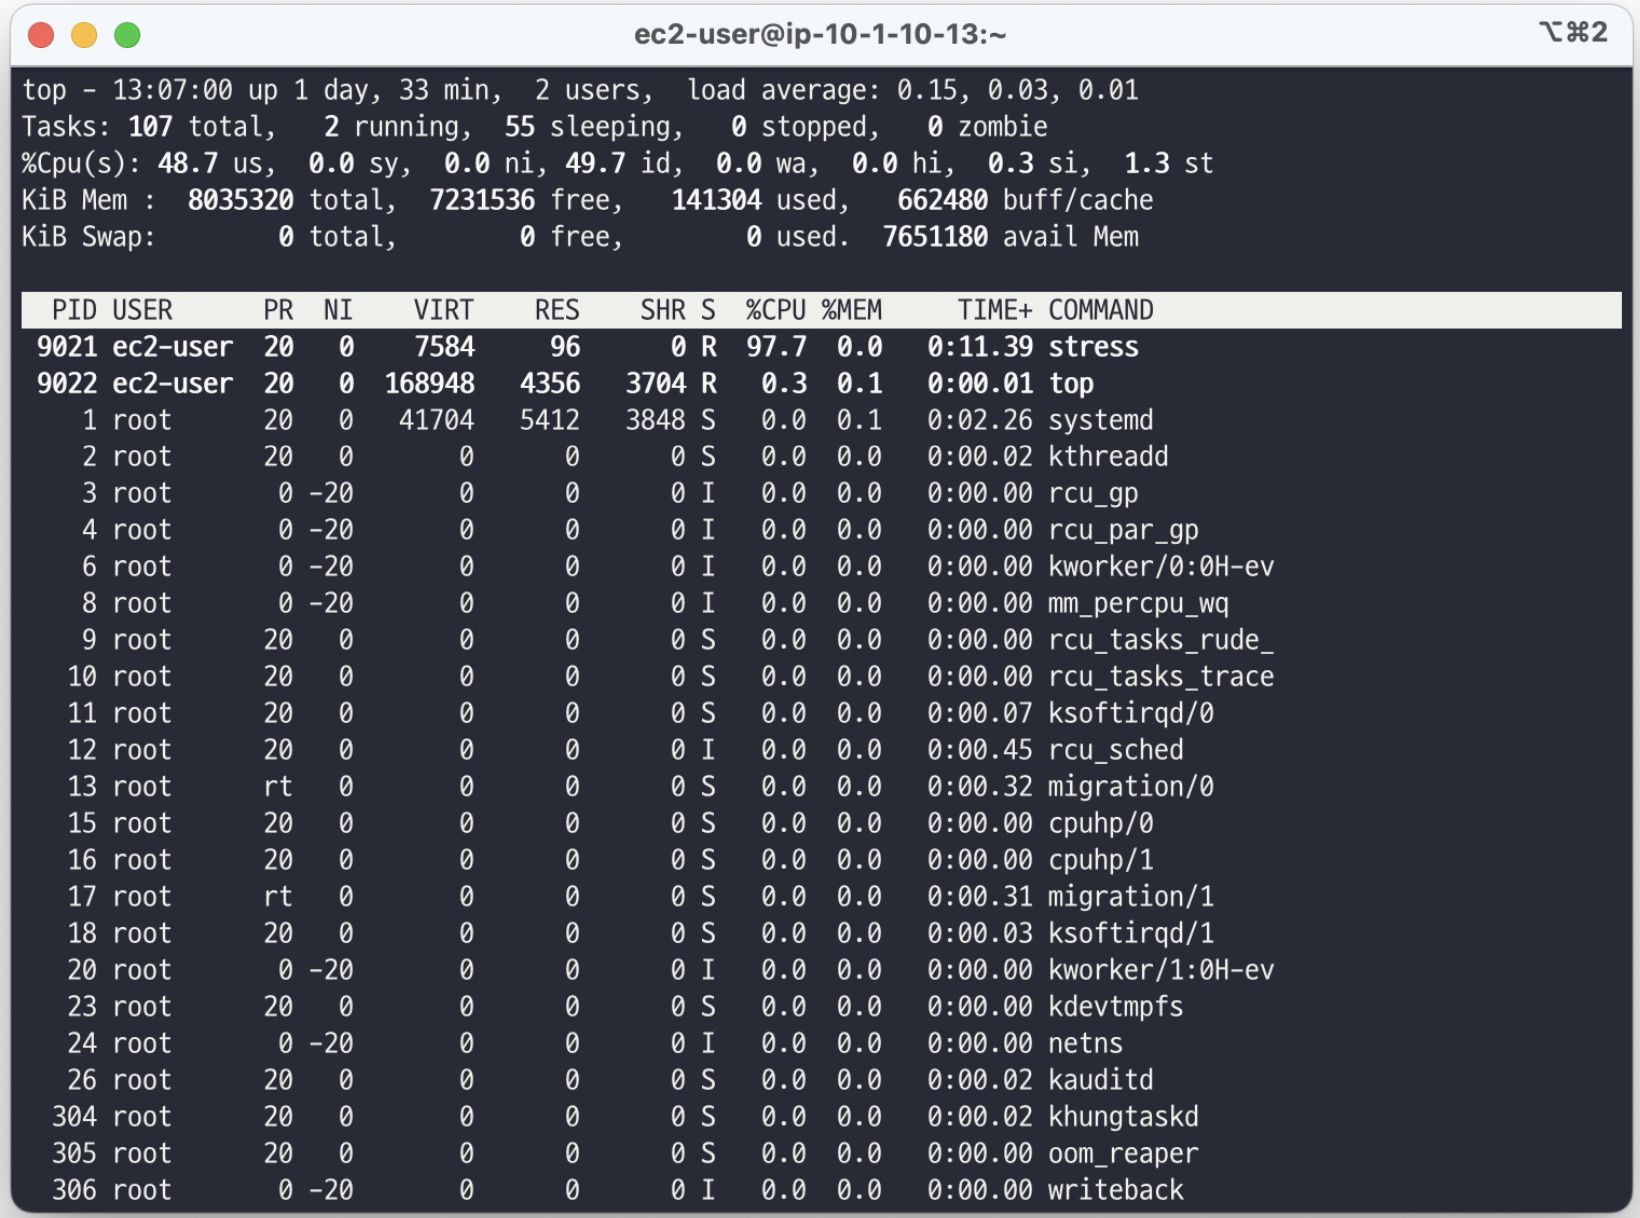 ec2-user@ip-10-1-10-13:~ ⌥⌘2
top - 13:07:00 up 1 day, 33 min,  2 users,  load average: 0.15, 0.03, 0.01
Tasks: 107 total,   2 running,  55 sleeping,   0 stopped,   0 zombie
%Cpu(s): 48.7 us,  0.0 sy,  0.0 ni, 49.7 id,  0.0 wa,  0.0 hi,  0.3 si,  1.3 st
KiB Mem :  8035320 total,  7231536 free,   141304 used,   662480 buff/cache
KiB Swap:        0 total,        0 free,        0 used.  7651180 avail Mem
  PID USER      PR  NI    VIRT    RES    SHR S  %CPU %MEM     TIME+ COMMAND
 9021 ec2-user  20   0    7584     96      0 R  97.7  0.0   0:11.39 stress
 9022 ec2-user  20   0  168948   4356   3704 R   0.3  0.1   0:00.01 top
    1 root      20   0   41704   5412   3848 S   0.0  0.1   0:02.26 systemd
    2 root      20   0       0      0      0 S   0.0  0.0   0:00.02 kthreadd
    3 root       0 -20       0      0      0 I   0.0  0.0   0:00.00 rcu_gp
    4 root       0 -20       0      0      0 I   0.0  0.0   0:00.00 rcu_par_gp
    6 root       0 -20       0      0      0 I   0.0  0.0   0:00.00 kworker/0:0H-ev
    8 root       0 -20       0      0      0 I   0.0  0.0   0:00.00 mm_percpu_wq
    9 root      20   0       0      0      0 S   0.0  0.0   0:00.00 rcu_tasks_rude_
   10 root      20   0       0      0      0 S   0.0  0.0   0:00.00 rcu_tasks_trace
   11 root      20   0       0      0      0 S   0.0  0.0   0:00.07 ksoftirqd/0
   12 root      20   0       0      0      0 I   0.0  0.0   0:00.45 rcu_sched
   13 root      rt   0       0      0      0 S   0.0  0.0   0:00.32 migration/0
   15 root      20   0       0      0      0 S   0.0  0.0   0:00.00 cpuhp/0
   16 root      20   0       0      0      0 S   0.0  0.0   0:00.00 cpuhp/1
   17 root      rt   0       0      0      0 S   0.0  0.0   0:00.31 migration/1
   18 root      20   0       0      0      0 S   0.0  0.0   0:00.03 ksoftirqd/1
   20 root       0 -20       0      0      0 I   0.0  0.0   0:00.00 kworker/1:0H-ev
   23 root      20   0       0      0      0 S   0.0  0.0   0:00.00 kdevtmpfs
   24 root       0 -20       0      0      0 I   0.0  0.0   0:00.00 netns
   26 root      20   0       0      0      0 S   0.0  0.0   0:00.02 kauditd
  304 root      20   0       0      0      0 S   0.0  0.0   0:00.02 khungtaskd
  305 root      20   0       0      0      0 S   0.0  0.0   0:00.00 oom_reaper
  306 root       0 -20       0      0      0 I   0.0  0.0   0:00.00 writeback